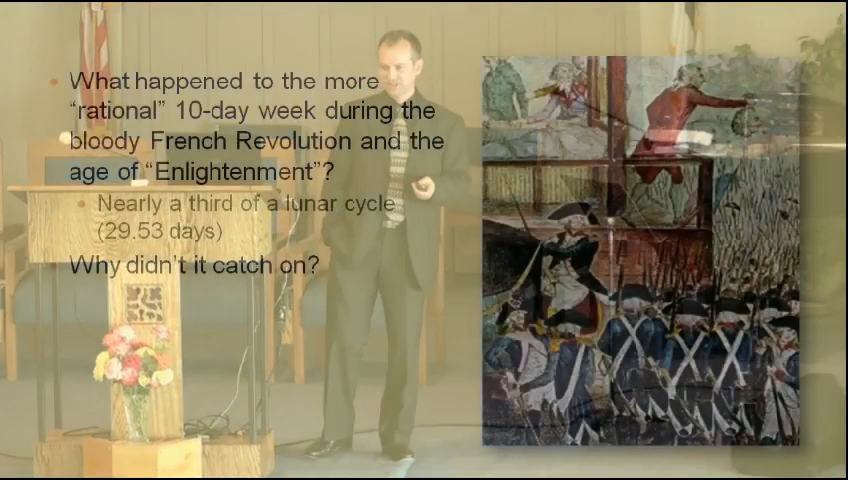 What happened to the more
“rational” 10-day week during the
bloody French Revolution and the
age of “Enlightenment”?
Nearly a third of a lunar cycle
(29.53 days)
Why didn’t it catch on?